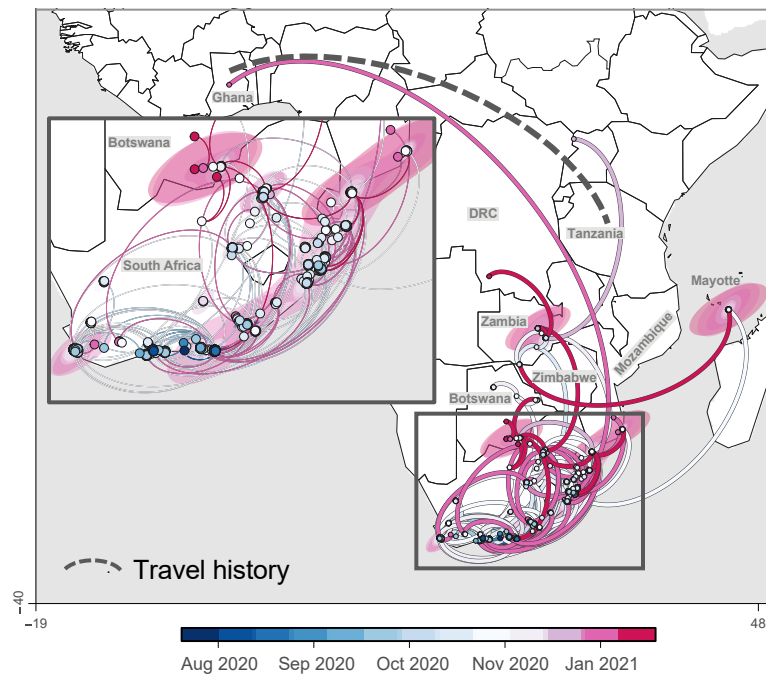 Ghana
Botswana
DRC
Tanzania
South Africa
Mayotte
Zambia
Mozambique
Zimbabwe
Botswana
Travel history
−40
−19
48
Aug 2020
Sep 2020
Oct 2020
Nov 2020
Jan 2021